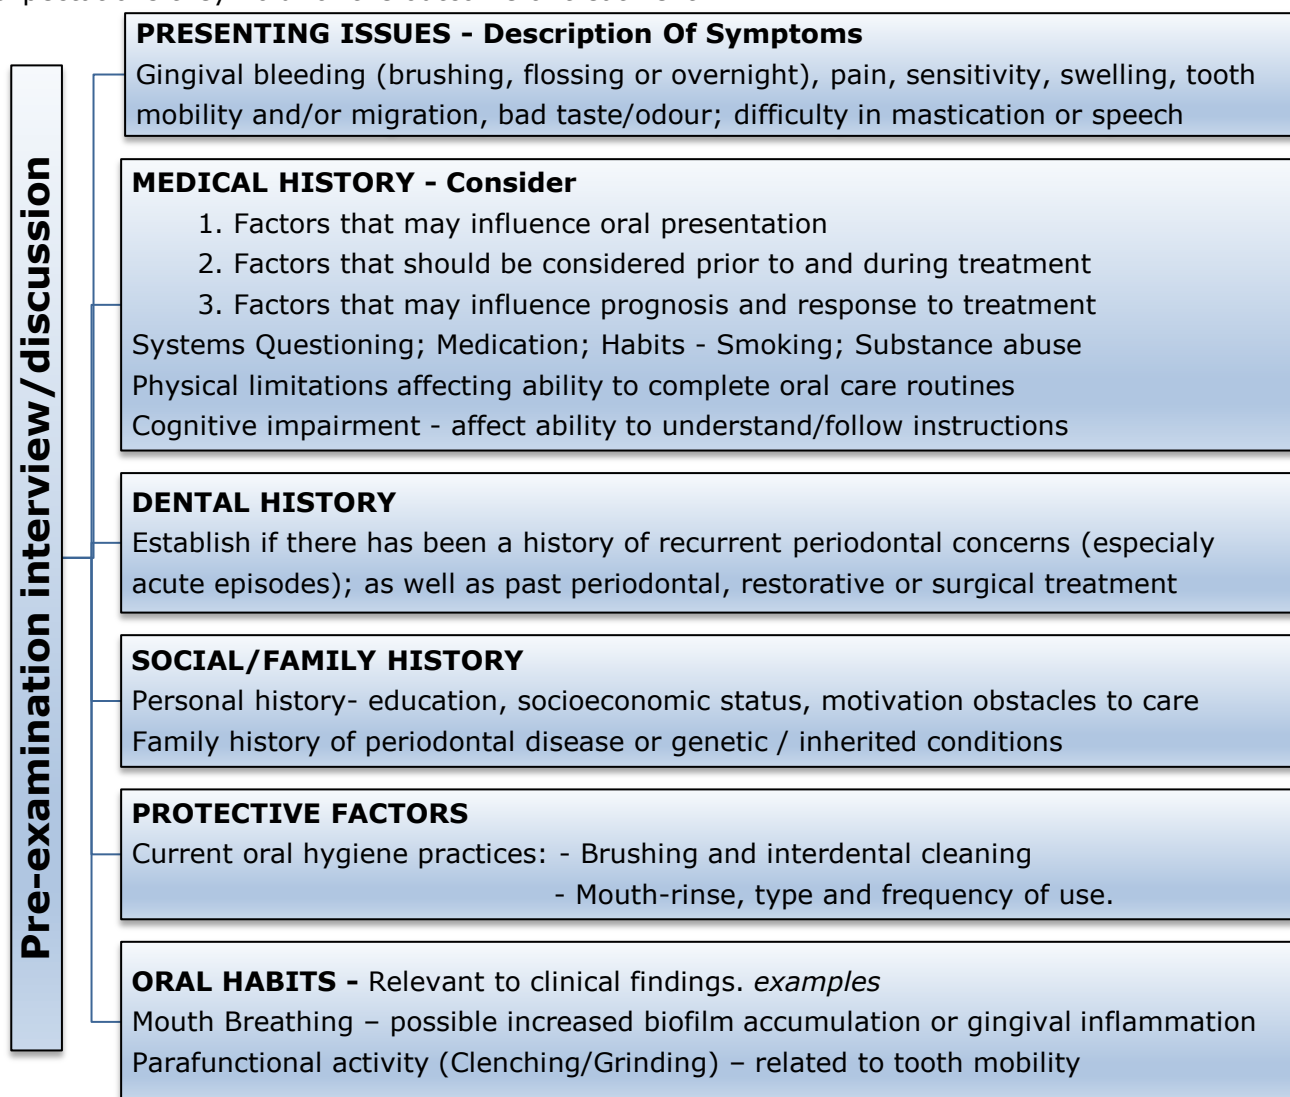 PRESENTING ISSUES - Description Of Symptoms
Gingival bleeding (brushing, flossing or overnight), pain, sensitivity, swelling, tooth
mobility and/or migration, bad taste/odour; difficulty in mastication or speech
Pre-examination interview/discussion
MEDICAL HISTORY - Consider
1. Factors that may influence oral presentation
2. Factors that should be considered prior to and during treatment
3. Factors that may influence prognosis and response to treatment
Systems Questioning; Medication; Habits - Smoking; Substance abuse
Physical limitations affecting ability to complete oral care routines
Cognitive impairment - affect ability to understand/follow instructions
DENTAL HISTORY
Establish if there has been a history of recurrent periodontal concerns (especialy
acute episodes); as well as past periodontal, restorative or surgical treatment
SOCIAL/FAMILY HISTORY
Personal history- education, socioeconomic status, motivation obstacles to care
Family history of periodontal disease or genetic / inherited conditions
PROTECTIVE FACTORS
Current oral hygiene practices: - Brushing and interdental cleaning
- Mouth-rinse, type and frequency of use.
ORAL HABITS - Relevant to clinical findings. examples
Mouth Breathing – possible increased biofilm accumulation or gingival inflammation
Parafunctional activity (Clenching/Grinding) – related to tooth mobility